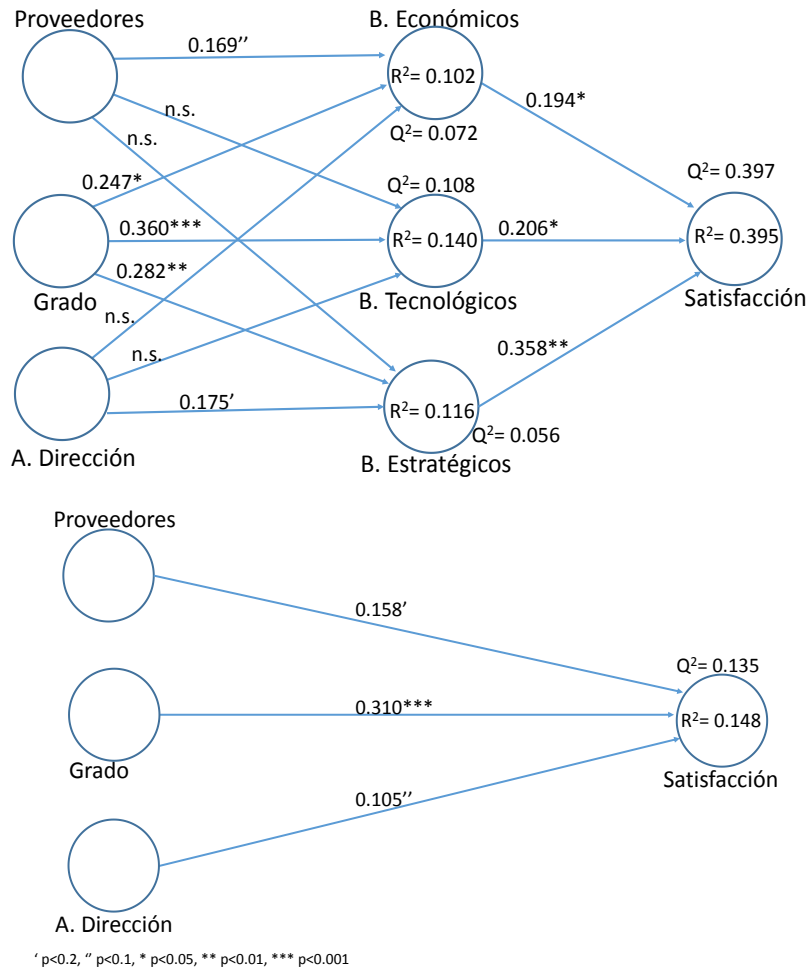 Proveedores
B. Económicos
0.169’’
R²= 0.102
0.194*
n.s.
n.s.
Q²= 0.072
Q²= 0.397
0.247*
Q²= 0.108
0.360***
R²= 0.140
0.206*
R²= 0.395
0.282**
Grado
B. Tecnológicos
Satisfacción
n.s.
n.s.
0.358**
0.175’
R²= 0.116
Q²= 0.056
A. Dirección
B. Estratégicos
Proveedores
0.158’
Q²= 0.135
0.310***
R²= 0.148
Grado
Satisfacción
0.105’’
A. Dirección
‘ p<0.2, ‘’ p<0.1, * p<0.05, ** p<0.01, *** p<0.001